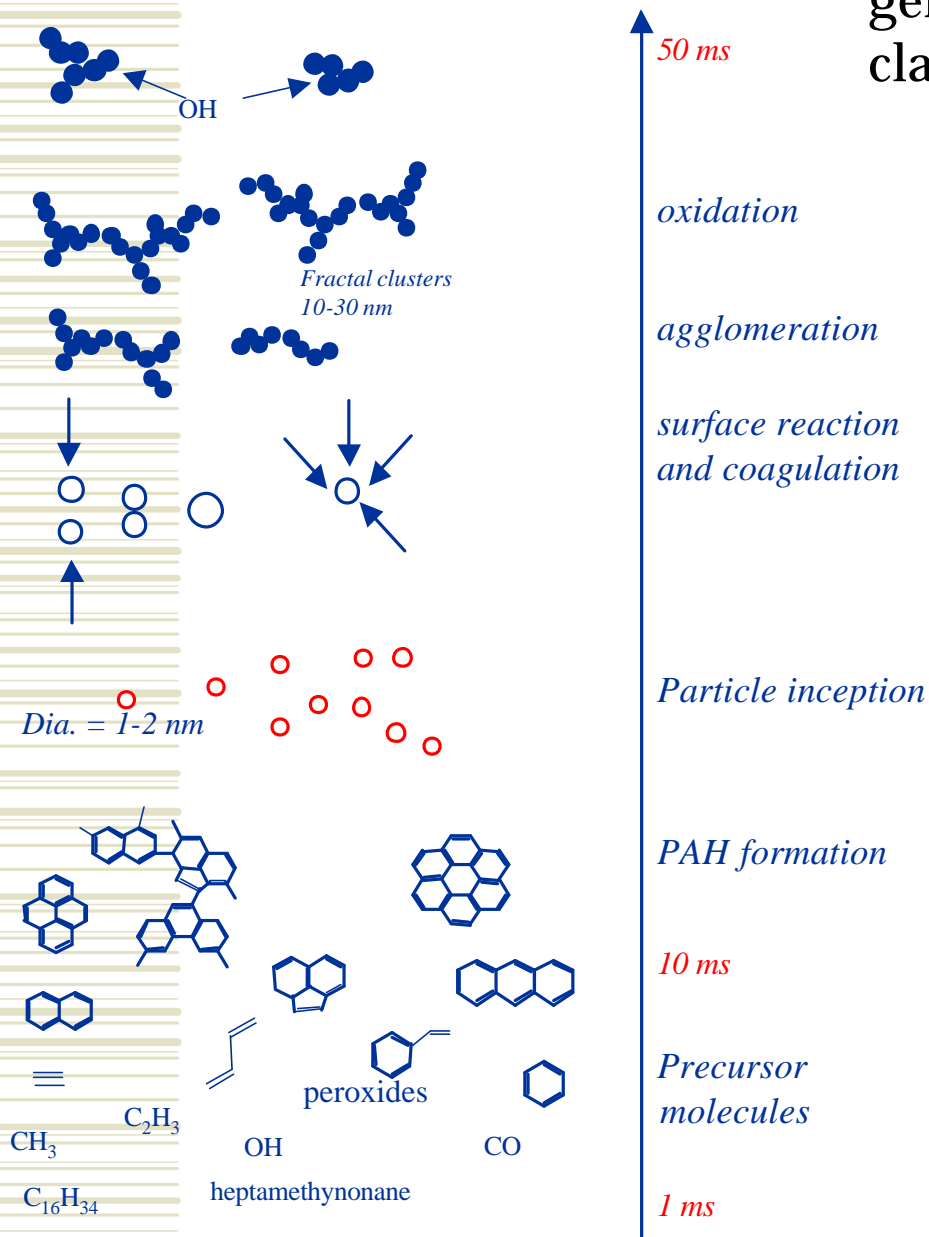 50 ms
OH
oxidation
Fractal clusters
10-30 nm
agglomeration
surface reaction
and coagulation
Particle inception
Dia. = 1-2 nm
PAH formation
10 ms
Precursor
molecules
peroxides
C2H3
CH3
OH
CO
C16H34
heptamethynonane
1 ms